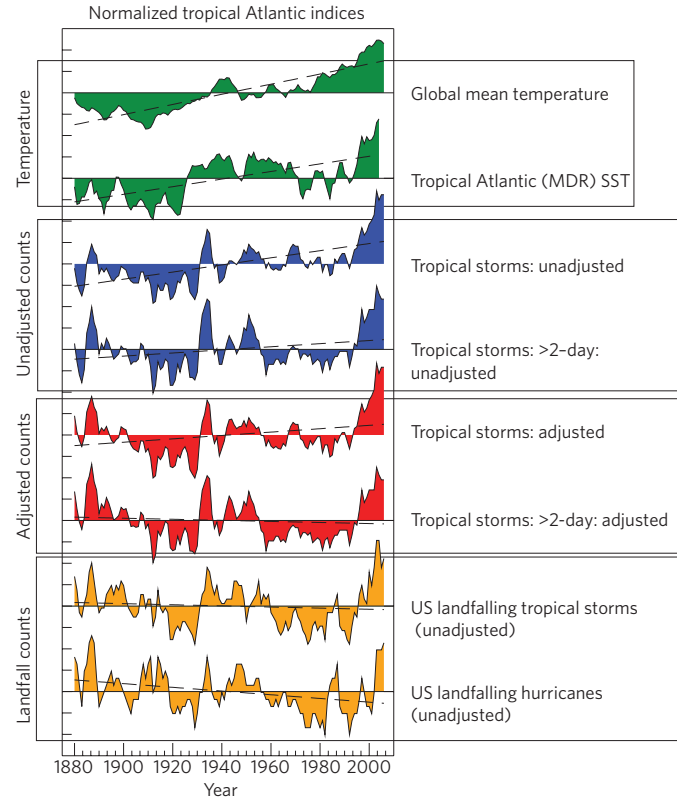 Normalized tropical Atlantic indices
Temperature
Global mean temperature
Tropical Atlantic (MDR) SST
Unadjusted counts
Tropical storms: unadjusted
Tropical storms: >2–day:
unadjusted
Adjusted counts
Tropical storms: adjusted
Tropical storms: >2-day: adjusted
Landfall counts
US landfalling tropical storms
(unadjusted)
US landfalling hurricanes
(unadjusted)
1880 1900 1920 1940 1960 1980 2000
Year